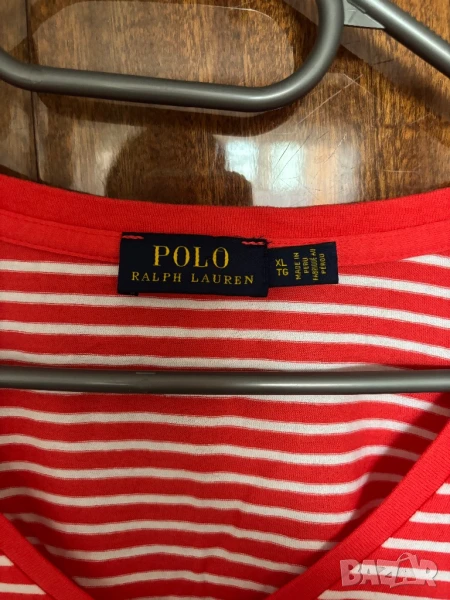 POLO
RALPH LAUREN
XL
TG
MADE IN
PERU
FABRIQUÉ AU
PÉROU
BAZAR